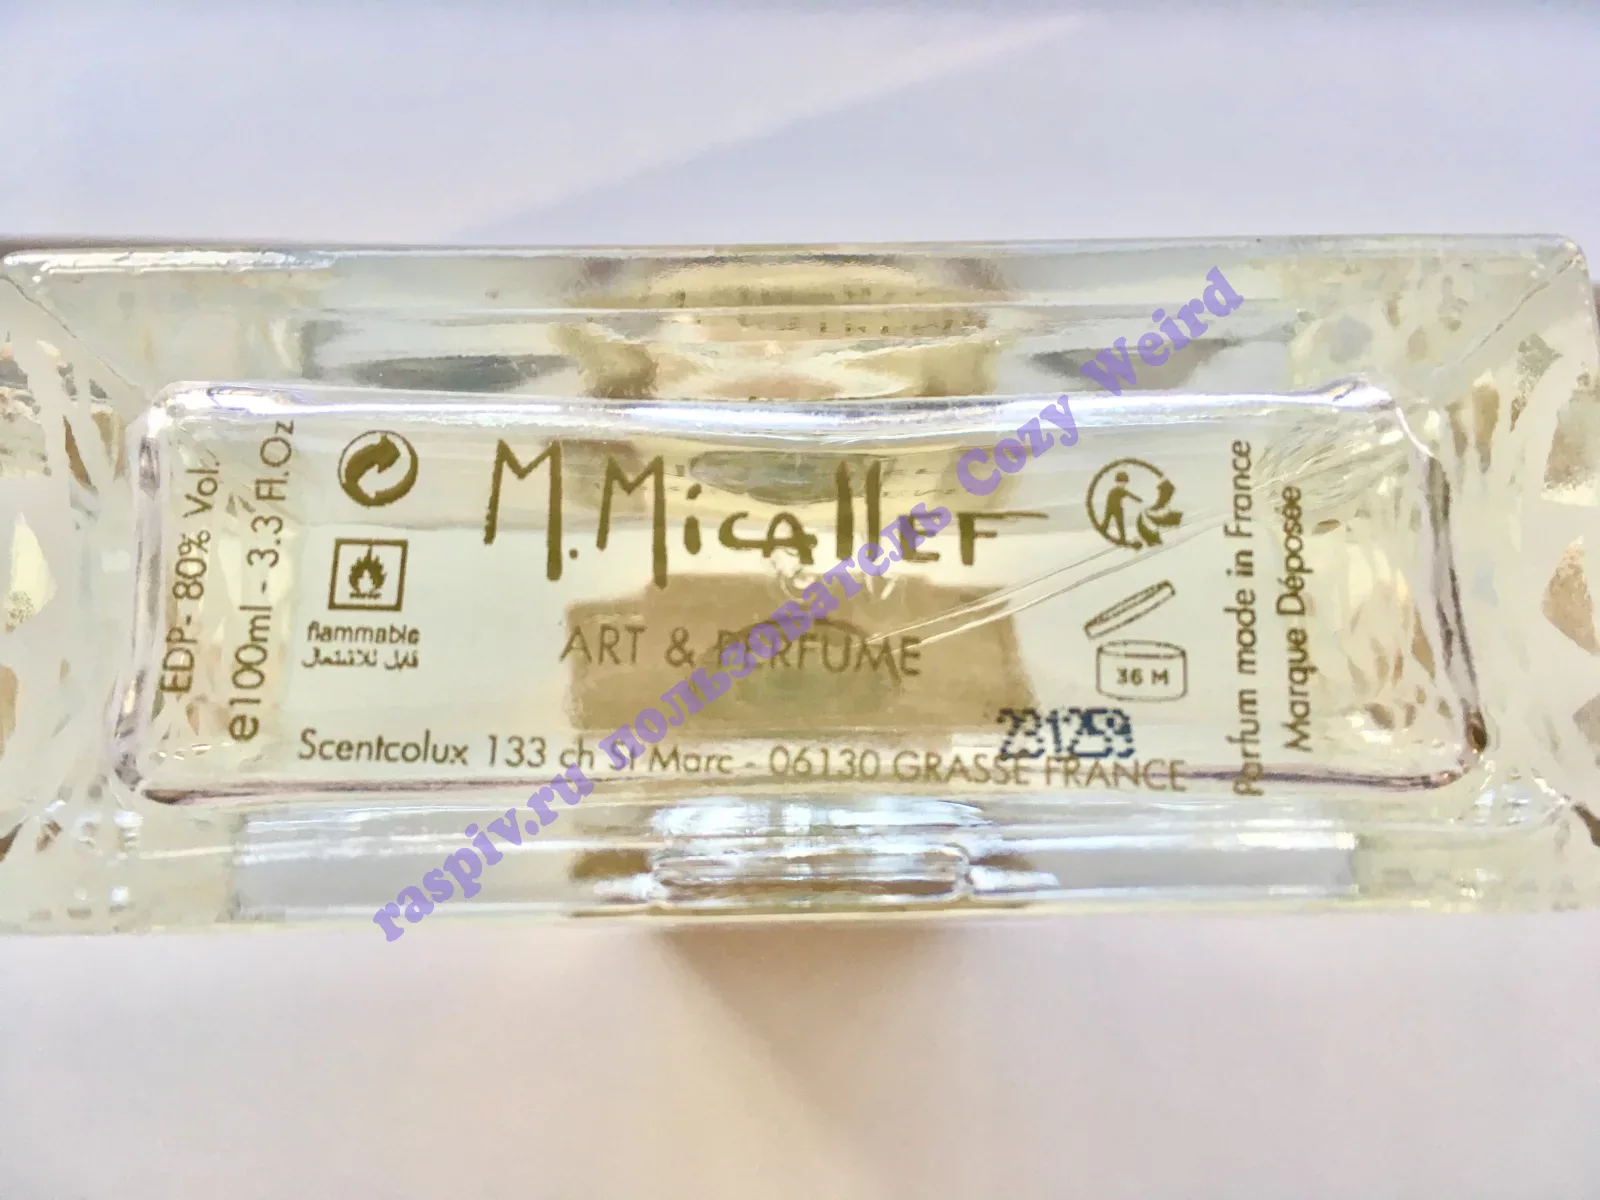 EDP- 80% Vol.
e100ml - 3.3 Fl.Oz
flammable
قابل للاشتعال
M.Micallef
ART & PERFUME
36 M
Parfum made in France
Marque Déposée
231259
Scentcolux 133 ch St Marc - 06130 GRASSE FRANCE
raspiv.ru пользователь Cozy Weird